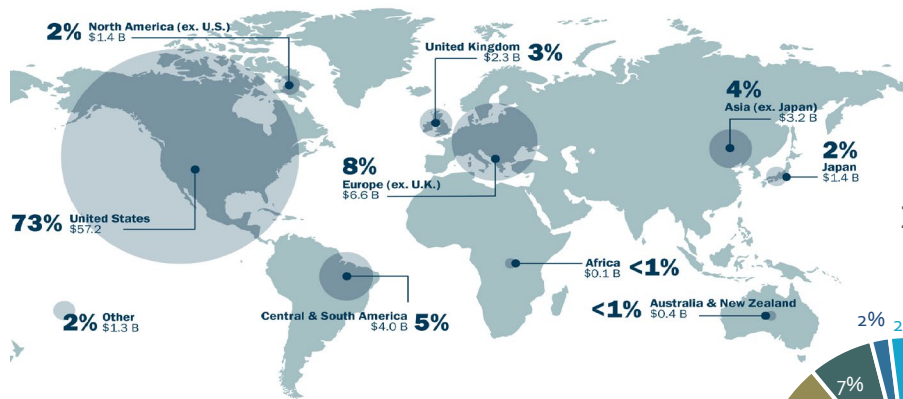 2% North America (ex. U.S.)
$1.4 B
United Kingdom
$2.3 B 3%
4%
Asia (ex. Japan)
$3.2 B
2%
Japan
$1.4 B
8%
Europe (ex. U.K.)
$6.6 B
73% United States
$57.2
Africa
$0.1 B <1%
<1% Australia & New Zealand
$0.4 B
2% Other
$1.3 B
Central & South America
$4.0 B 5%
2%
2
7%